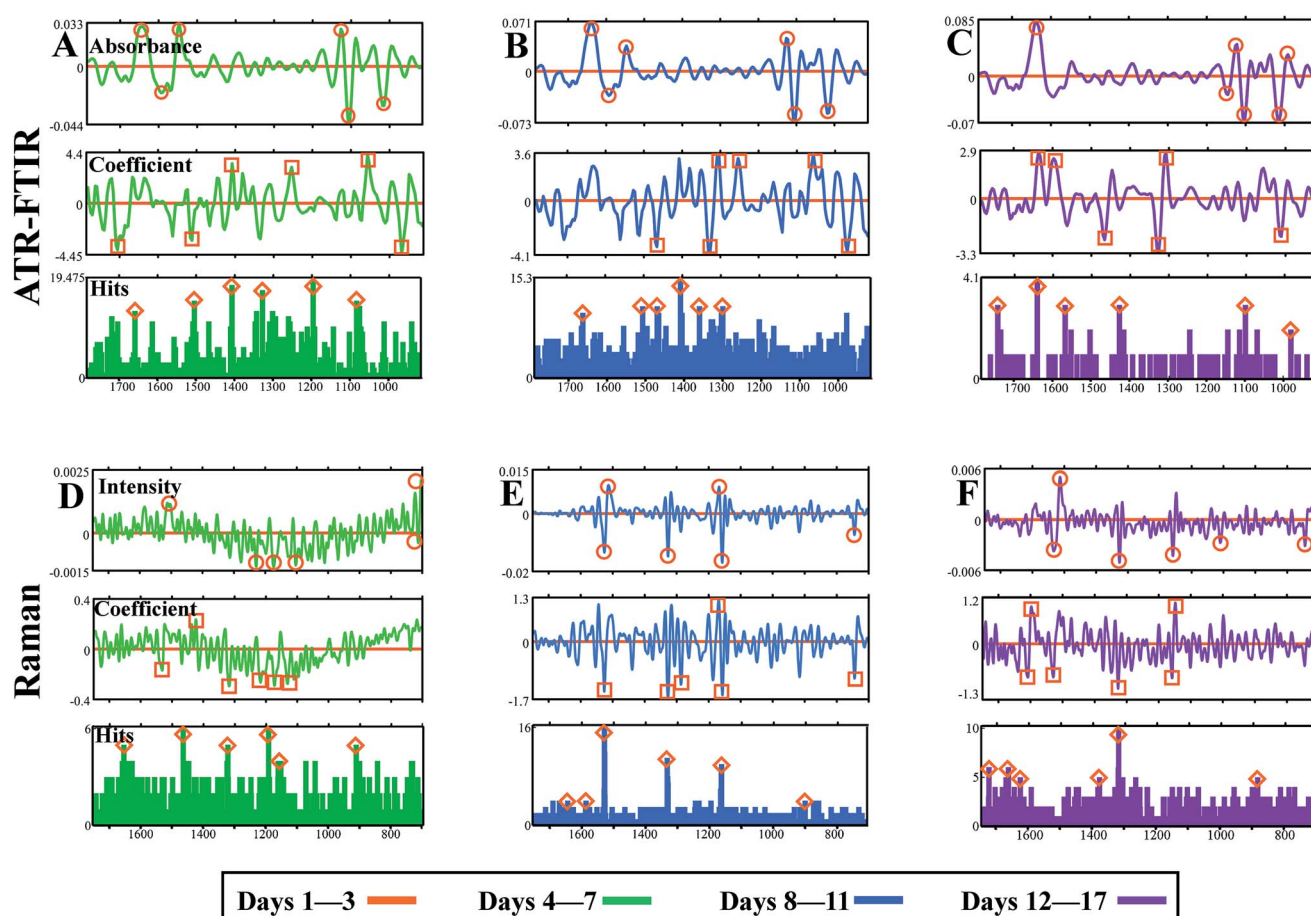 ATR-FTIR
A
0.033
Absorbance
0
-0.044
4.4
Coefficient
0
-4.45
19.475
Hits
0
1700 1600 1500 1400 1300 1200 1100 1000
B
0.071
0
-0.073
3.6
0
-4.1
15.3
0
1700 1600 1500 1400 1300 1200 1100 1000
C
0.085
0
-0.07
2.9
0
-3.3
4.1
0
1700 1600 1500 1400 1300 1200 1100 1000
Raman
D
0.0025
Intensity
0
-0.0015
0.4
Coefficient
0
-0.4
6
Hits
0
1600 1400 1200 1000 800
E
0.015
0
-0.02
1.3
0
-1.7
16
0
1600 1400 1200 1000 800
F
0.006
0
-0.006
1.2
0
-1.3
10
5
0
1600 1400 1200 1000 800
Days 1—3 Days 4—7 Days 8—11 Days 12—17